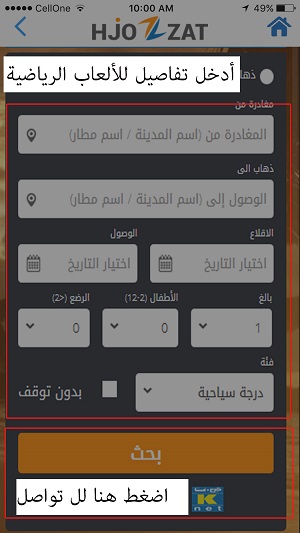 CellOne 10:00 AM 49%
HJOZZAT
أدخل تفاصيل للألعاب الرياضية
مغادرة من
المغادرة من (اسم المدينة / اسم مطار)
ذهاب الى
الوصول إلى (اسم المدينة / اسم مطار)
الاقلاع الوصول
اختيار التاريخ اختيار التاريخ
بالغ الأطفال (2-12) الرضع (<2)
1 0 0
فئة
درجة سياحية بدون توقف
بحث
اضغط هنا لل تواصل
K net